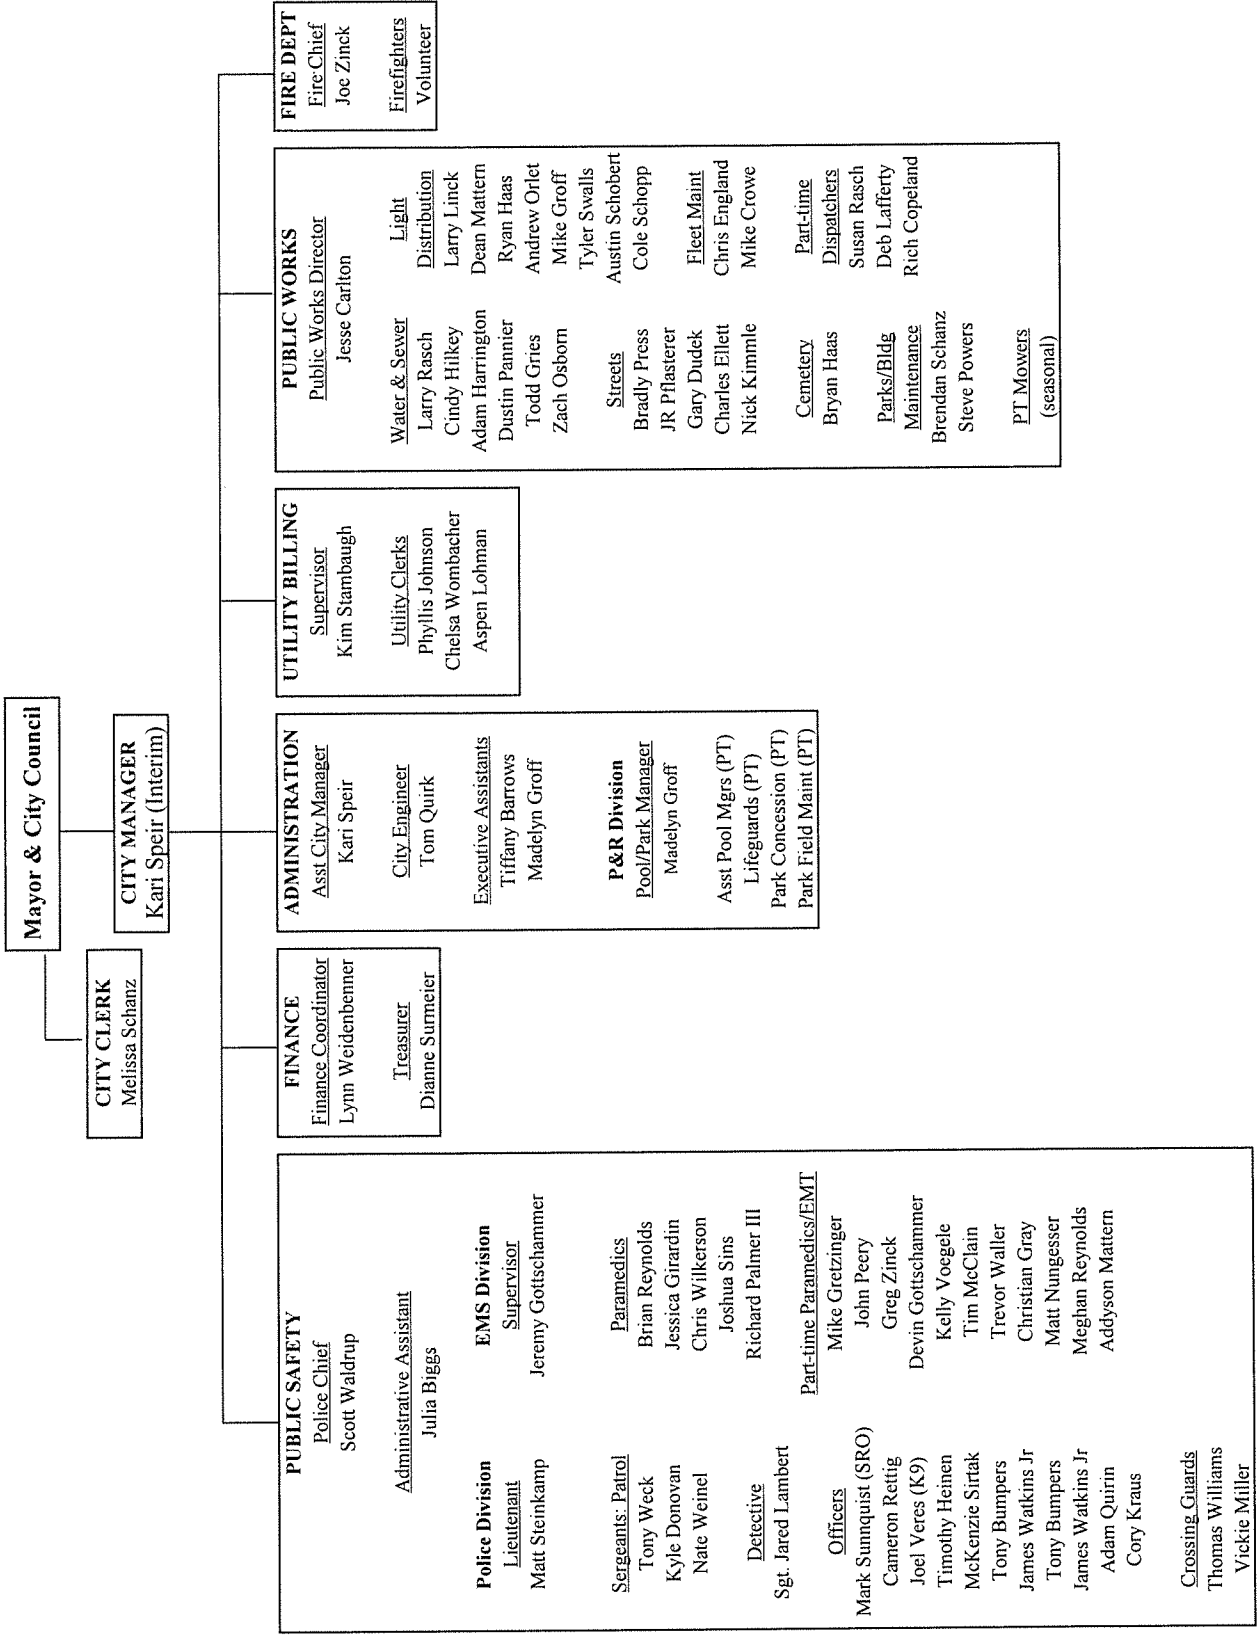 Mayor & City Council
CITY CLERK
Melissa Schanz
CITY MANAGER
Kari Speir (Interim)
PUBLIC SAFETY
Police Chief
Scott Waldrup
Administrative Assistant
Julia Biggs
Police Division
Lieutenant
Matt Steinkamp
Sergeants: Patrol
Tony Weck
Kyle Donovan
Nate Weinel
Detective
Sgt. Jared Lambert
Officers
Mark Sunnquist (SRO)
Cameron Rettig
Joel Veres (K9)
Timothy Heinen
McKenzie Sirtak
Tony Bumpers
James Watkins Jr
Tony Bumpers
James Watkins Jr
Adam Quirin
Cory Kraus
Crossing Guards
Thomas Williams
Vickie Miller
EMS Division
Supervisor
Jeremy Gottschammer
Paramedics
Brian Reynolds
Jessica Girardin
Chris Wilkerson
Joshua Sins
Richard Palmer III
Part-time Paramedics/EMT
Mike Gretzinger
John Peery
Greg Zinck
Devin Gottschammer
Kelly Voegele
Tim McClain
Trevor Waller
Christian Gray
Matt Nungesser
Meghan Reynolds
Addyson Mattern
FINANCE
Finance Coordinator
Lynn Weidenbenner
Treasurer
Dianne Surmeier
ADMINISTRATION
Asst City Manager
Kari Speir
City Engineer
Tom Quirk
Executive Assistants
Tiffany Barrows
Madelyn Groff
P&R Division
Pool/Park Manager
Madelyn Groff
Asst Pool Mgrs (PT)
Lifeguards (PT)
Park Concession (PT)
Park Field Maint (PT)
UTILITY BILLING
Supervisor
Kim Stambaugh
Utility Clerks
Phyllis Johnson
Chelsa Wombacher
Aspen Lohman
PUBLIC WORKS
Public Works Director
Jesse Carlton
Water & Sewer
Larry Rasch
Cindy Hilkey
Adam Harrington
Dustin Pannier
Todd Gries
Zach Osborn
Streets
Bradly Press
JR Pflasterer
Gary Dudek
Charles Ellett
Nick Kimmle
Cemetery
Bryan Haas
Parks/Bldg
Maintenance
Brendan Schanz
Steve Powers
PT Mowers
(seasonal)
Light
Distribution
Larry Linck
Dean Mattern
Ryan Haas
Andrew Orlet
Mike Groff
Tyler Swalls
Austin Schobert
Cole Schopp
Fleet Maint
Chris England
Mike Crowe
Part-time
Dispatchers
Susan Rasch
Deb Lafferty
Rich Copeland
FIRE DEPT
Fire Chief
Joe Zinck
Firefighters
Volunteer